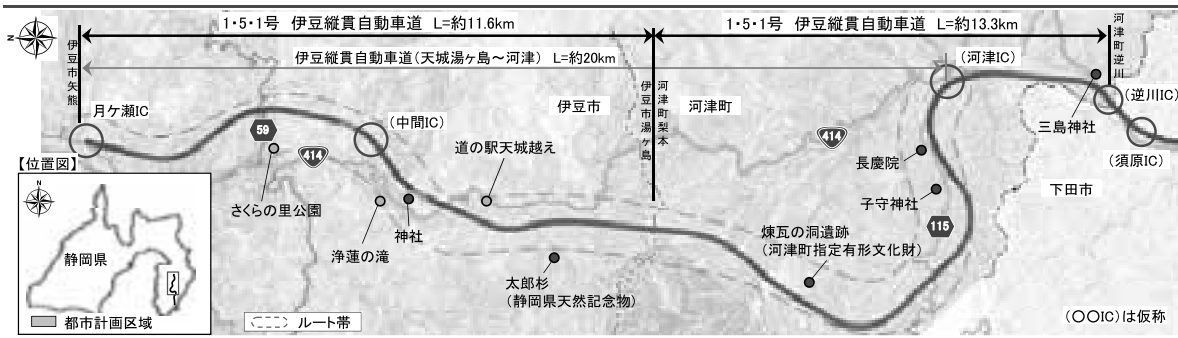 1・5・1号 伊豆縦貫自動車道 L=約11.6km
1・5・1号 伊豆縦貫自動車道 L=約13.3km
伊豆縦貫自動車道(天城湯ヶ島～河津) L=約20km
N
伊豆市矢熊
月ケ瀬IC
59
414
さくらの里公園
(中間IC)
浄蓮の滝
神社
道の駅天城越え
伊豆市
太郎杉
(静岡県天然記念物)
伊豆市湯ヶ島
河津町梨本
河津町
414
(河津IC)
長慶院
子守神社
115
煉瓦の洞遺跡
(河津町指定有形文化財)
河津町逆川
三島神社
(逆川IC)
(須原IC)
下田市
【位置図】
N
静岡県
都市計画区域
ルート帯
(○○IC)は仮称